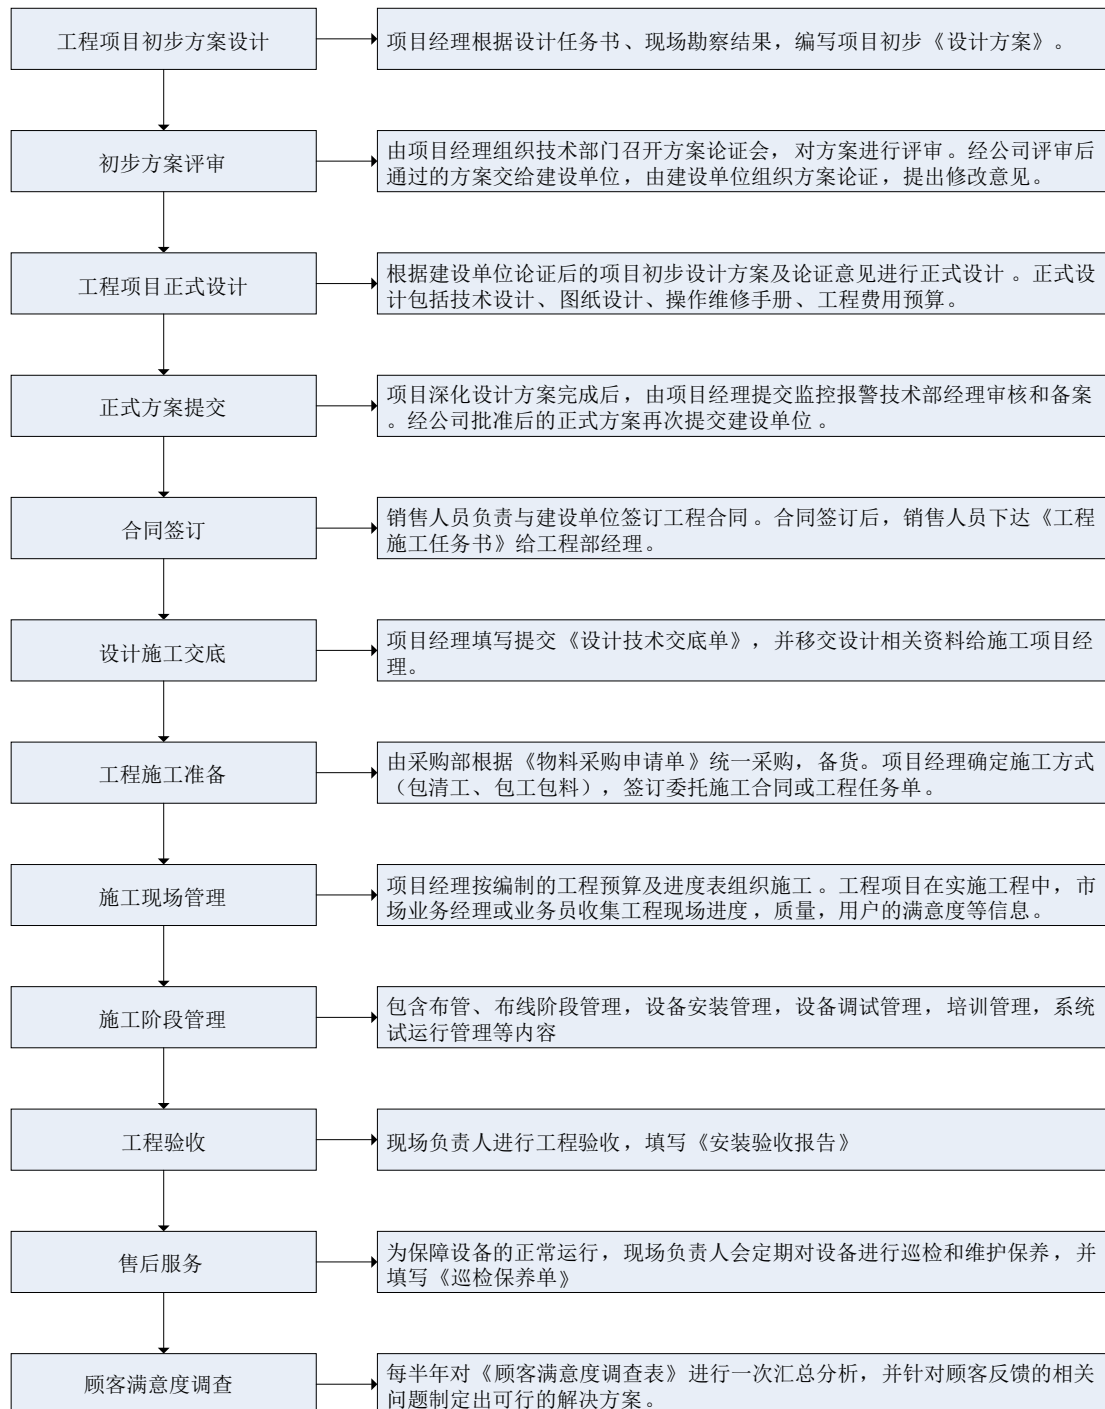 工程项目初步方案设计
项目经理根据设计任务书、现场勘察结果，编写项目初步《设计方案》。
初步方案评审
由项目经理组织技术部门召开方案论证会，对方案进行评审。经公司评审后
通过的方案交给建设单位，由建设单位组织方案论证，提出修改意见。
工程项目正式设计
根据建设单位论证后的项目初步设计方案及论证意见进行正式设计。正式设
计包括技术设计、图纸设计、操作维修手册、工程费用预算。
正式方案提交
项目深化设计方案完成后，由项目经理提交监控报警技术部经理审核和备案
。经公司批准后的正式方案再次提交建设单位。
合同签订
销售人员负责与建设单位签订工程合同。合同签订后，销售人员下达《工程
施工任务书》给工程部经理。
设计施工交底
项目经理填写提交《设计技术交底单》，并移交设计相关资料给施工项目经
理。
工程施工准备
由采购部根据《物料采购申请单》统一采购，备货。项目经理确定施工方式
（包清工、包工包料），签订委托施工合同或工程任务单。
施工现场管理
项目经理按编制的工程预算及进度表组织施工。工程项目在实施工程中，市
场业务经理或业务员收集工程现场进度，质量，用户的满意度等信息。
施工阶段管理
包含布管、布线阶段管理，设备安装管理，设备调试管理，培训管理，系统
试运行管理等内容
工程验收
现场负责人进行工程验收，填写《安装验收报告》
售后服务
为保障设备的正常运行，现场负责人会定期对设备进行巡检和维护保养，并
填写《巡检保养单》
顾客满意度调查
每半年对《顾客满意度调查表》进行一次汇总分析，并针对顾客反馈的相关
问题制定出可行的解决方案。